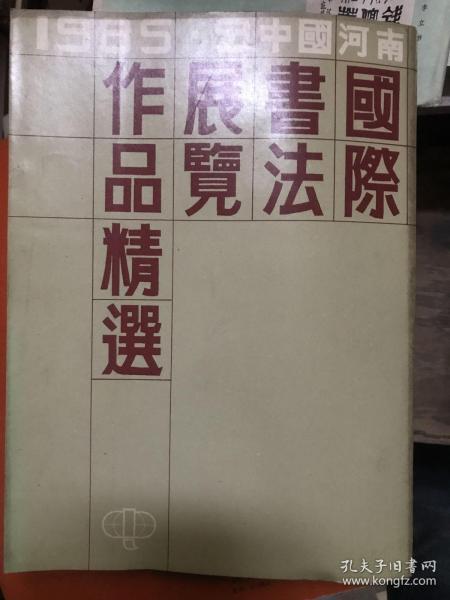 1985
中國河南
國際
書法
展覽
作品精選
孔夫子旧书网
www.kongfz.com